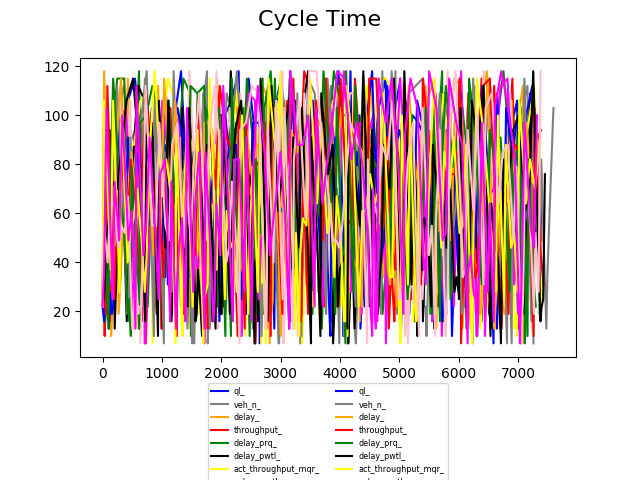 Cycle Time
120
100
80
60
40
20
0 1000 2000 3000 4000 5000 6000 7000
ql_ ql_
veh_n_ veh_n_
delay_ delay_
throughput_ throughput_
delay_prq_ delay_prq_
delay_pwtl_ delay_pwtl_
act_throughput_mqr_ act_throughput_mqr_